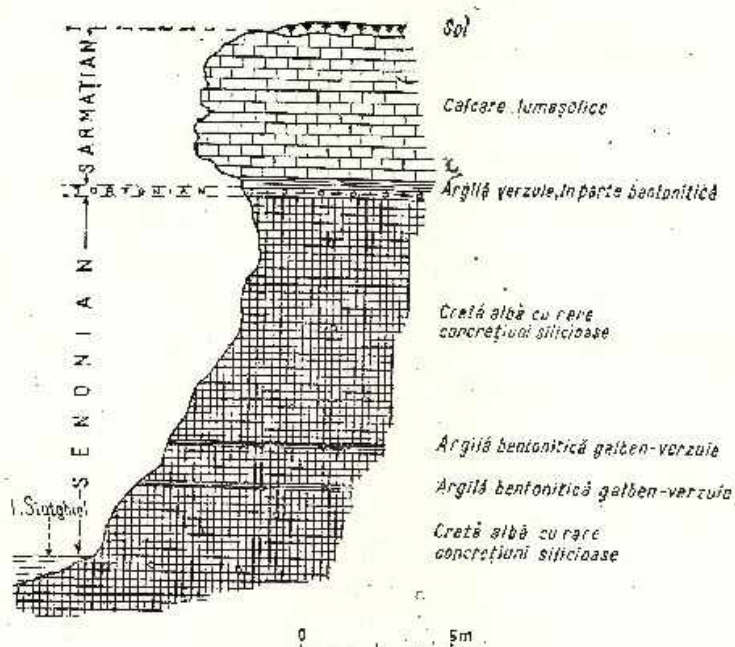 Sol
SARMAȚIAN
Calcare lumașelice
TORTONIAN
Argilă verzuie, în parte bentonitică
SENONIAN
Cretă albă cu rare
concrețiuni silicioase
Argilă bentonitică galben-verzuie
Argilă bentonitică galben-verzuie
l. Siutghiol
Cretă albă cu rare
concrețiuni silicioase
0 5m